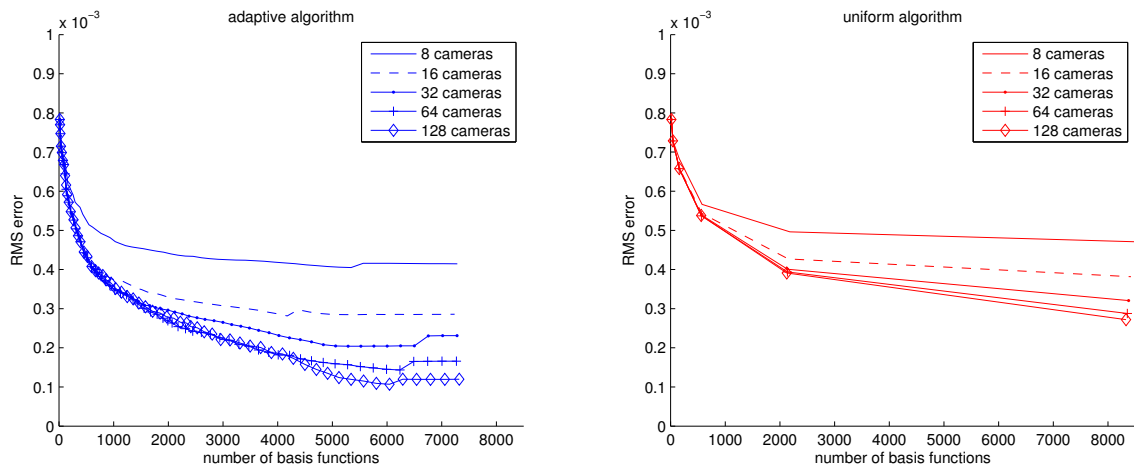 adaptive algorithm
x 10⁻³
1
0.9
0.8
0.7
0.6
0.5
0.4
0.3
0.2
0.1
0
RMS error
0 1000 2000 3000 4000 5000 6000 7000 8000
number of basis functions
8 cameras
16 cameras
32 cameras
64 cameras
128 cameras
uniform algorithm
x 10⁻³
1
0.9
0.8
0.7
0.6
0.5
0.4
0.3
0.2
0.1
0
RMS error
0 1000 2000 3000 4000 5000 6000 7000 8000
number of basis functions
8 cameras
16 cameras
32 cameras
64 cameras
128 cameras